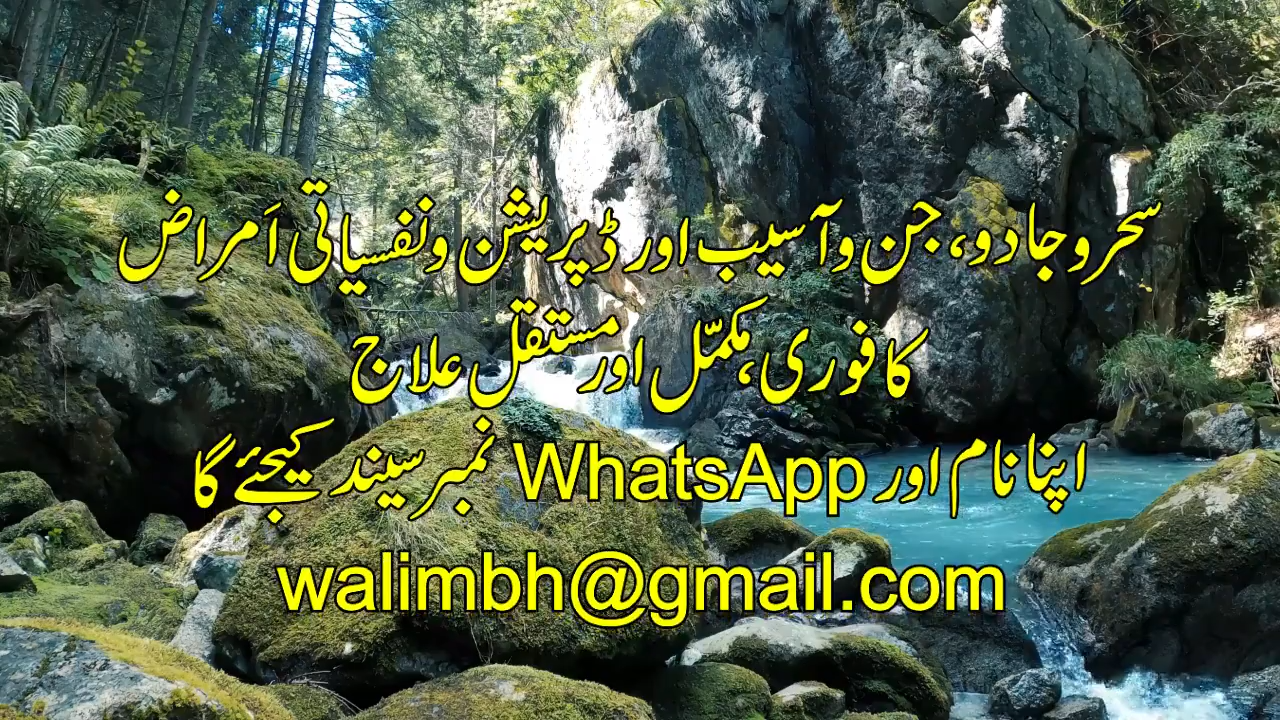 سحر و جادو، جن و آسیب اور ڈپریشن و نفسیاتی اَمراض
کا فوری، مکمّل اور مستقل علاج
اپنا نام اور WhatsApp نمبر سیند کیجئے گا
walimbh@gmail.com